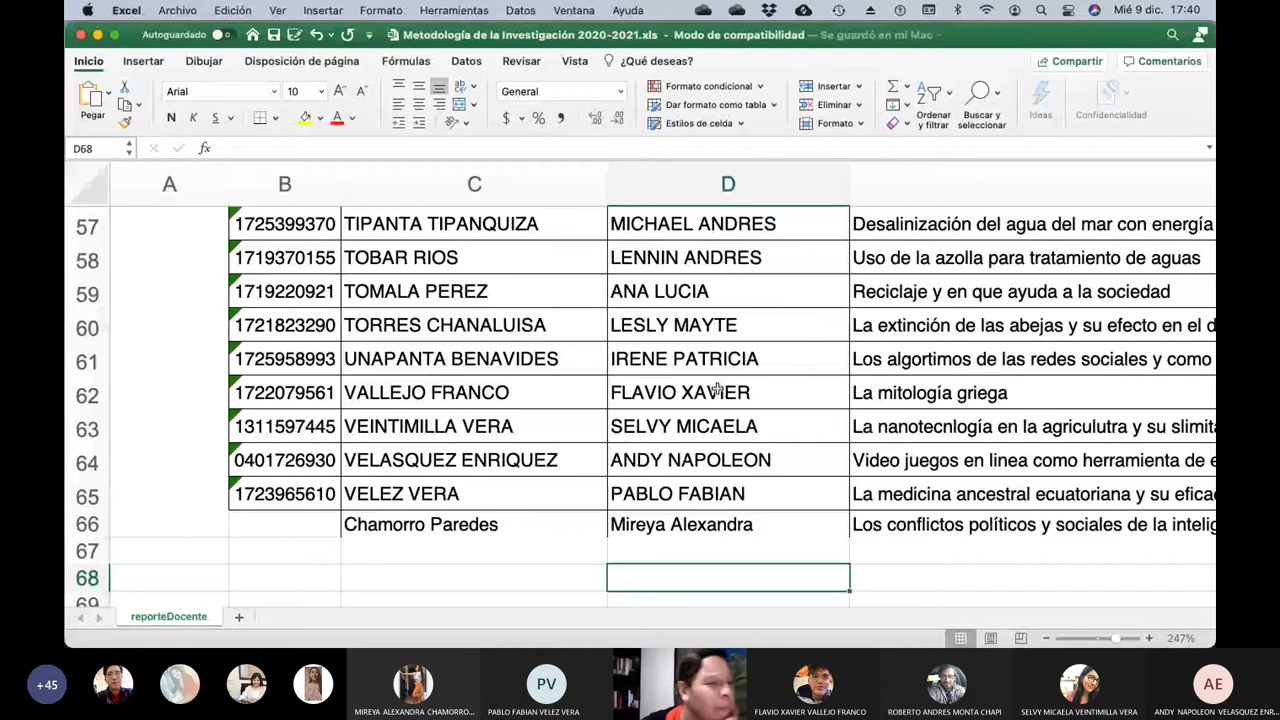 Excel Archivo Edición Ver Insertar Formato Herramientas Datos Ventana Ayuda Mié 9 dic. 17:40
Autoguardado Metodología de la Investigación 2020-2021.xls - Modo de compatibilidad — Se guardó en mi Mac
Inicio Insertar Dibujar Disposición de página Fórmulas Datos Revisar Vista ¿Qué deseas? Compartir Comentarios
Pegar Arial 10 General Formato condicional Insertar Ordenar y filtrar Buscar y seleccionar Ideas Confidencialidad
N K S $ % Dar formato como tabla Eliminar
Estilos de celda Formato
D68 fx
A B C D
57 1725399370 TIPANTA TIPANQUIZA MICHAEL ANDRES Desalinización del agua del mar con energía
58 1719370155 TOBAR RIOS LENNIN ANDRES Uso de la azolla para tratamiento de aguas
59 1719220921 TOMALA PEREZ ANA LUCIA Reciclaje y en que ayuda a la sociedad
60 1721823290 TORRES CHANALUISA LESLY MAYTE La extinción de las abejas y su efecto en el d
61 1725958993 UNAPANTA BENAVIDES IRENE PATRICIA Los algortimos de las redes sociales y como
62 1722079561 VALLEJO FRANCO FLAVIO XAVIER La mitología griega
63 1311597445 VEINTIMILLA VERA SELVY MICAELA La nanotecnlogía en la agriculutra y su slimita
64 0401726930 VELASQUEZ ENRIQUEZ ANDY NAPOLEON Video juegos en linea como herramienta de e
65 1723965610 VELEZ VERA PABLO FABIAN La medicina ancestral ecuatoriana y su efica
66 Chamorro Paredes Mireya Alexandra Los conflictos políticos y sociales de la intelig
67
68
69
reporteDocente +
247%
+45 PV AE
MIREYA ALEXANDRA CHAMORRO... PABLO FABIAN VELEZ VERA FLAVIO XAVIER VALLEJO FRANCO ROBERTO ANDRES MONTA CHAPI SELVY MICAELA VEINTIMILLA VERA ANDY NAPOLEON VELASQUEZ ENR...